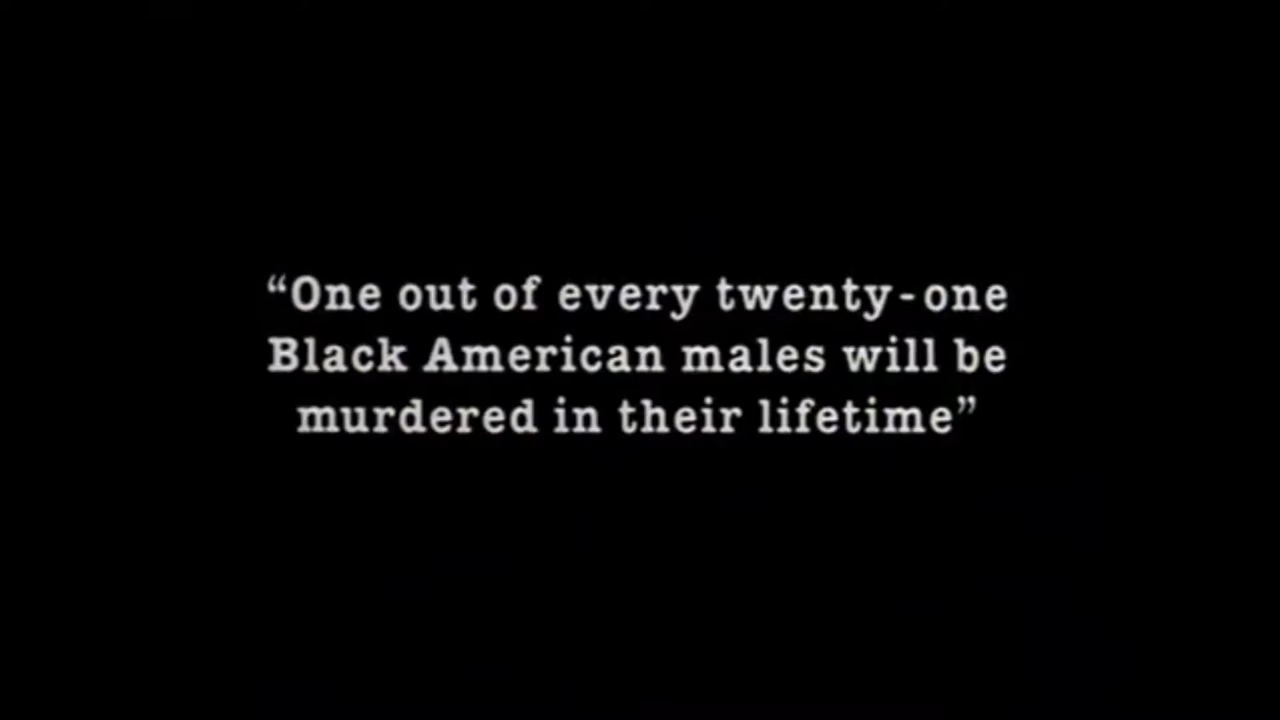 “One out of every twenty-one
Black American males will be
murdered in their lifetime”